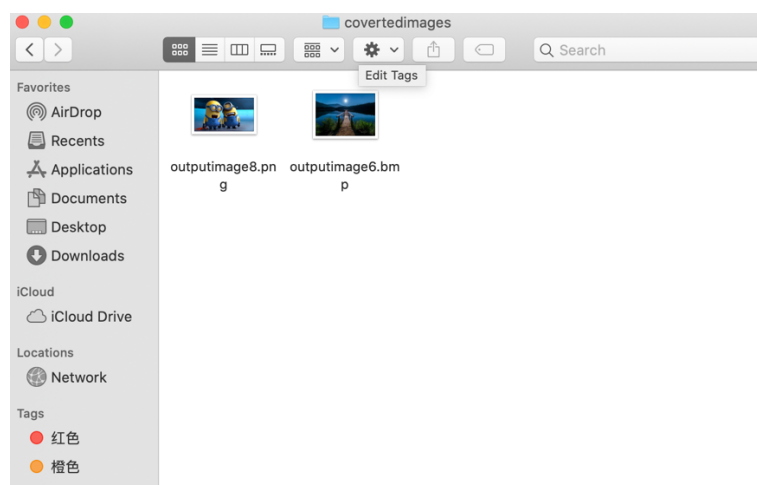 covertedimages
Search
Edit Tags
Favorites
AirDrop
Recents
Applications
Documents
Desktop
Downloads
iCloud
iCloud Drive
Locations
Network
Tags
红色
橙色
outputimage8.pn
g
outputimage6.bm
p